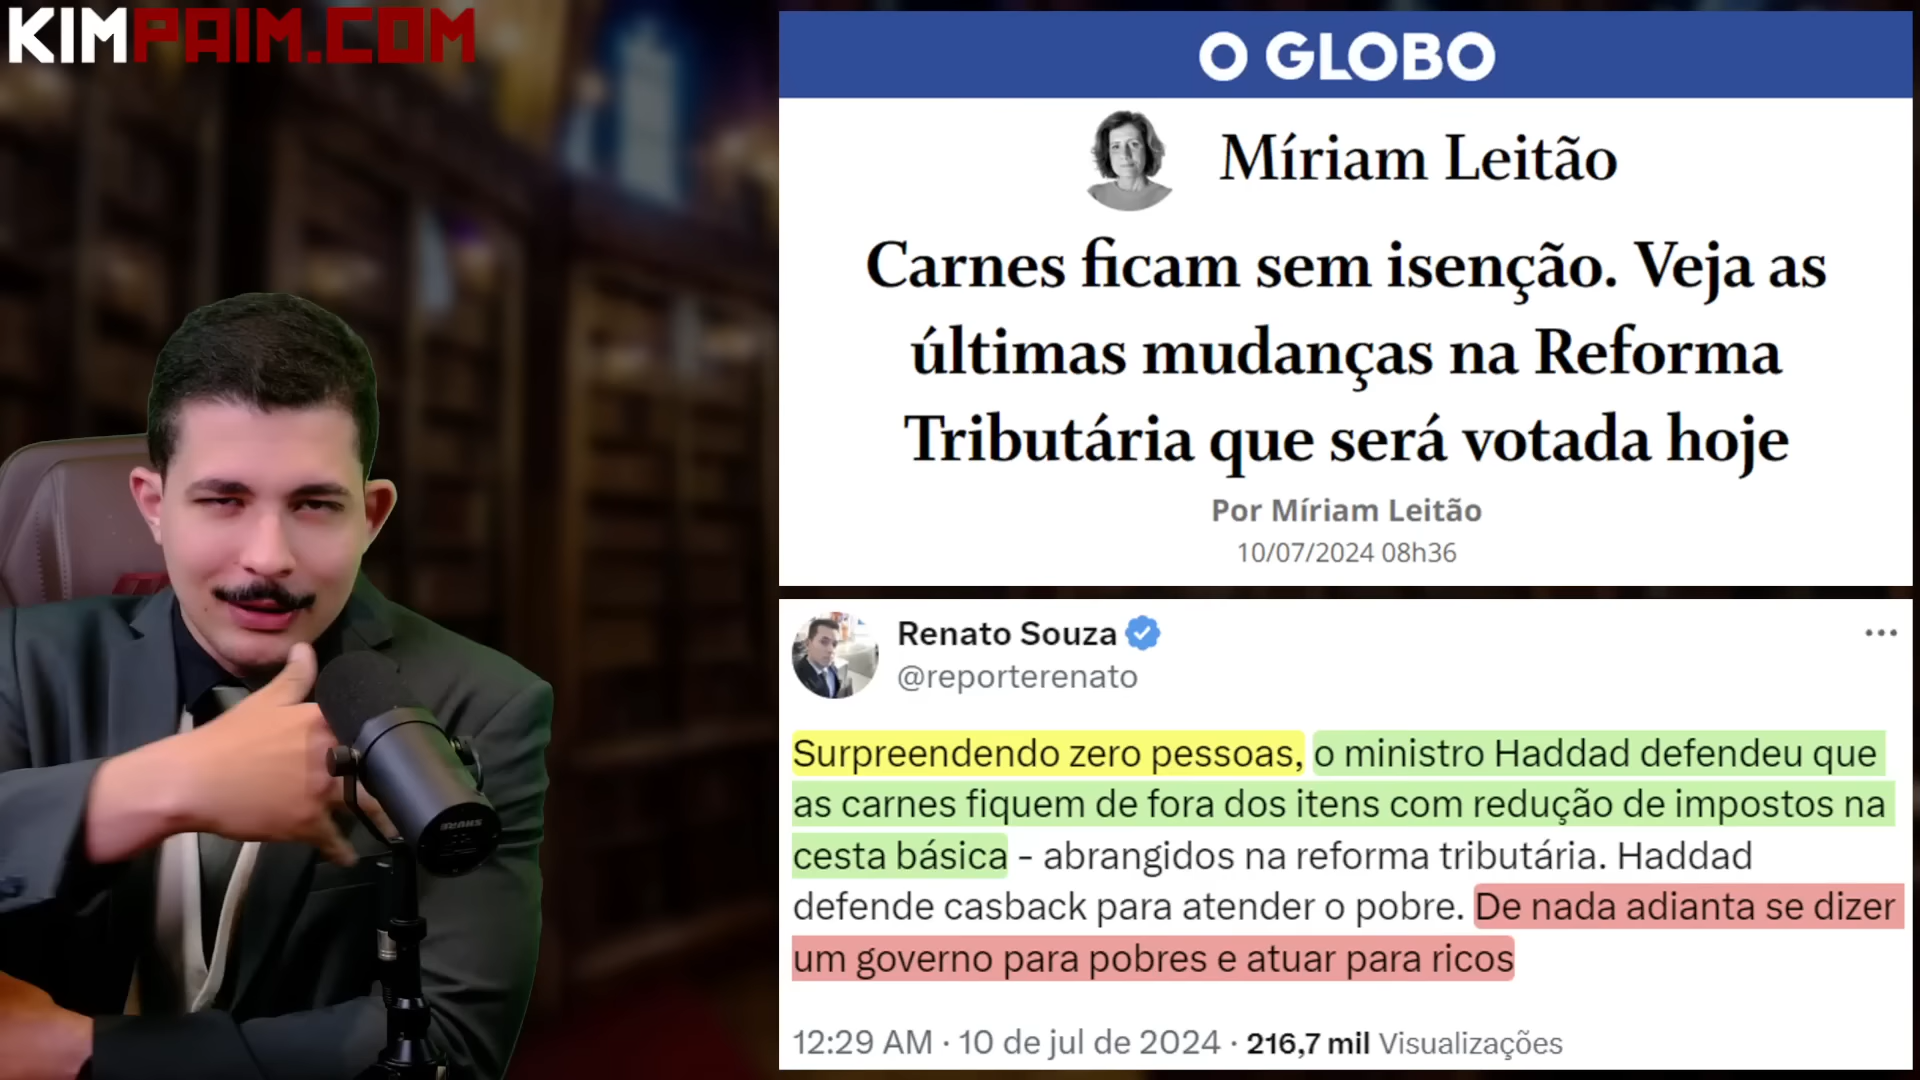 KIMPAIM.COM
O GLOBO
Míriam Leitão
Carnes ficam sem isenção. Veja as
últimas mudanças na Reforma
Tributária que será votada hoje
Por Míriam Leitão
10/07/2024 08h36
Renato Souza
@reporterenato
Surpreendendo zero pessoas, o ministro Haddad defendeu que
as carnes fiquem de fora dos itens com redução de impostos na
cesta básica - abrangidos na reforma tributária. Haddad
defende casback para atender o pobre. De nada adianta se dizer
um governo para pobres e atuar para ricos
12:29 AM · 10 de jul de 2024 · 216,7 mil Visualizações
SHURE